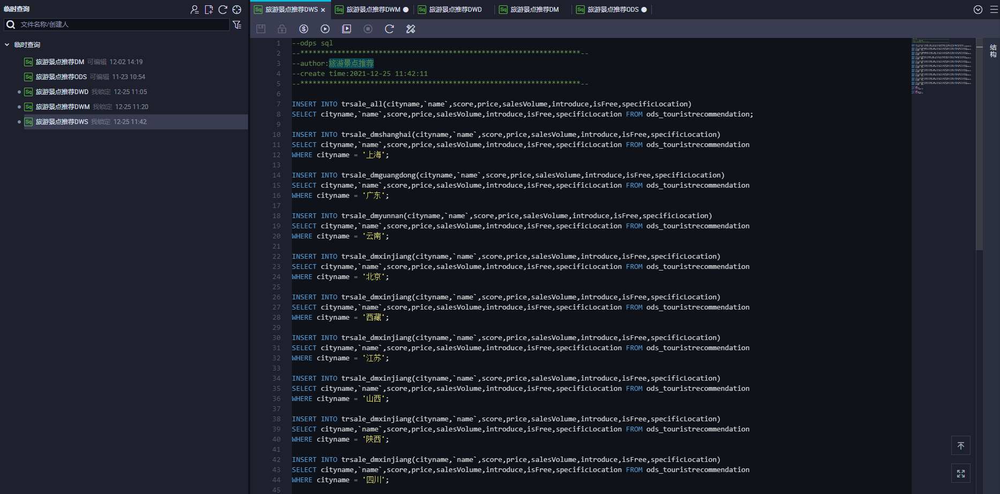 临时查询
文件名称/创建人
临时查询
Sq 旅游景点推荐DM 可编辑 12-02 14:19
Sq 旅游景点推荐ODS 可编辑 11-23 10:54
Sq 旅游景点推荐DWD 我锁定 12-25 11:05
Sq 旅游景点推荐DWM 我锁定 12-25 11:20
Sq 旅游景点推荐DWS 我锁定 12-25 11:42
Sq 旅游景点推荐DWS × Sq 旅游景点推荐DWM Sq 旅游景点推荐DWD Sq 旅游景点推荐DM Sq 旅游景点推荐ODS
1 --odps sql
2 --********************************************************************--
3 --author:旅游景点推荐
4 --create time:2021-12-25 11:42:11
5 --********************************************************************--
6
7 INSERT INTO trsale_all(cityname,`name`,score,price,salesVolume,introduce,isFree,specificLocation)
8 SELECT cityname,`name`,score,price,salesVolume,introduce,isFree,specificLocation FROM ods_touristrecommendation;
9
10 INSERT INTO trsale_dmshanghai(cityname,`name`,score,price,salesVolume,introduce,isFree,specificLocation)
11 SELECT cityname,`name`,score,price,salesVolume,introduce,isFree,specificLocation FROM ods_touristrecommendation
12 WHERE cityname = '上海';
13
14 INSERT INTO trsale_dmguangdong(cityname,`name`,score,price,salesVolume,introduce,isFree,specificLocation)
15 SELECT cityname,`name`,score,price,salesVolume,introduce,isFree,specificLocation FROM ods_touristrecommendation
16 WHERE cityname = '广东';
17
18 INSERT INTO trsale_dmyunnan(cityname,`name`,score,price,salesVolume,introduce,isFree,specificLocation)
19 SELECT cityname,`name`,score,price,salesVolume,introduce,isFree,specificLocation FROM ods_touristrecommendation
20 WHERE cityname = '云南';
21
22 INSERT INTO trsale_dmxinjiang(cityname,`name`,score,price,salesVolume,introduce,isFree,specificLocation)
23 SELECT cityname,`name`,score,price,salesVolume,introduce,isFree,specificLocation FROM ods_touristrecommendation
24 WHERE cityname = '北京';
25
26 INSERT INTO trsale_dmxinjiang(cityname,`name`,score,price,salesVolume,introduce,isFree,specificLocation)
27 SELECT cityname,`name`,score,price,salesVolume,introduce,isFree,specificLocation FROM ods_touristrecommendation
28 WHERE cityname = '西藏';
29
30 INSERT INTO trsale_dmxinjiang(cityname,`name`,score,price,salesVolume,introduce,isFree,specificLocation)
31 SELECT cityname,`name`,score,price,salesVolume,introduce,isFree,specificLocation FROM ods_touristrecommendation
32 WHERE cityname = '江苏';
33
34 INSERT INTO trsale_dmxinjiang(cityname,`name`,score,price,salesVolume,introduce,isFree,specificLocation)
35 SELECT cityname,`name`,score,price,salesVolume,introduce,isFree,specificLocation FROM ods_touristrecommendation
36 WHERE cityname = '山西';
37
38 INSERT INTO trsale_dmxinjiang(cityname,`name`,score,price,salesVolume,introduce,isFree,specificLocation)
39 SELECT cityname,`name`,score,price,salesVolume,introduce,isFree,specificLocation FROM ods_touristrecommendation
40 WHERE cityname = '陕西';
41
42 INSERT INTO trsale_dmxinjiang(cityname,`name`,score,price,salesVolume,introduce,isFree,specificLocation)
43 SELECT cityname,`name`,score,price,salesVolume,introduce,isFree,specificLocation FROM ods_touristrecommendation
44 WHERE cityname = '四川';
45
结构